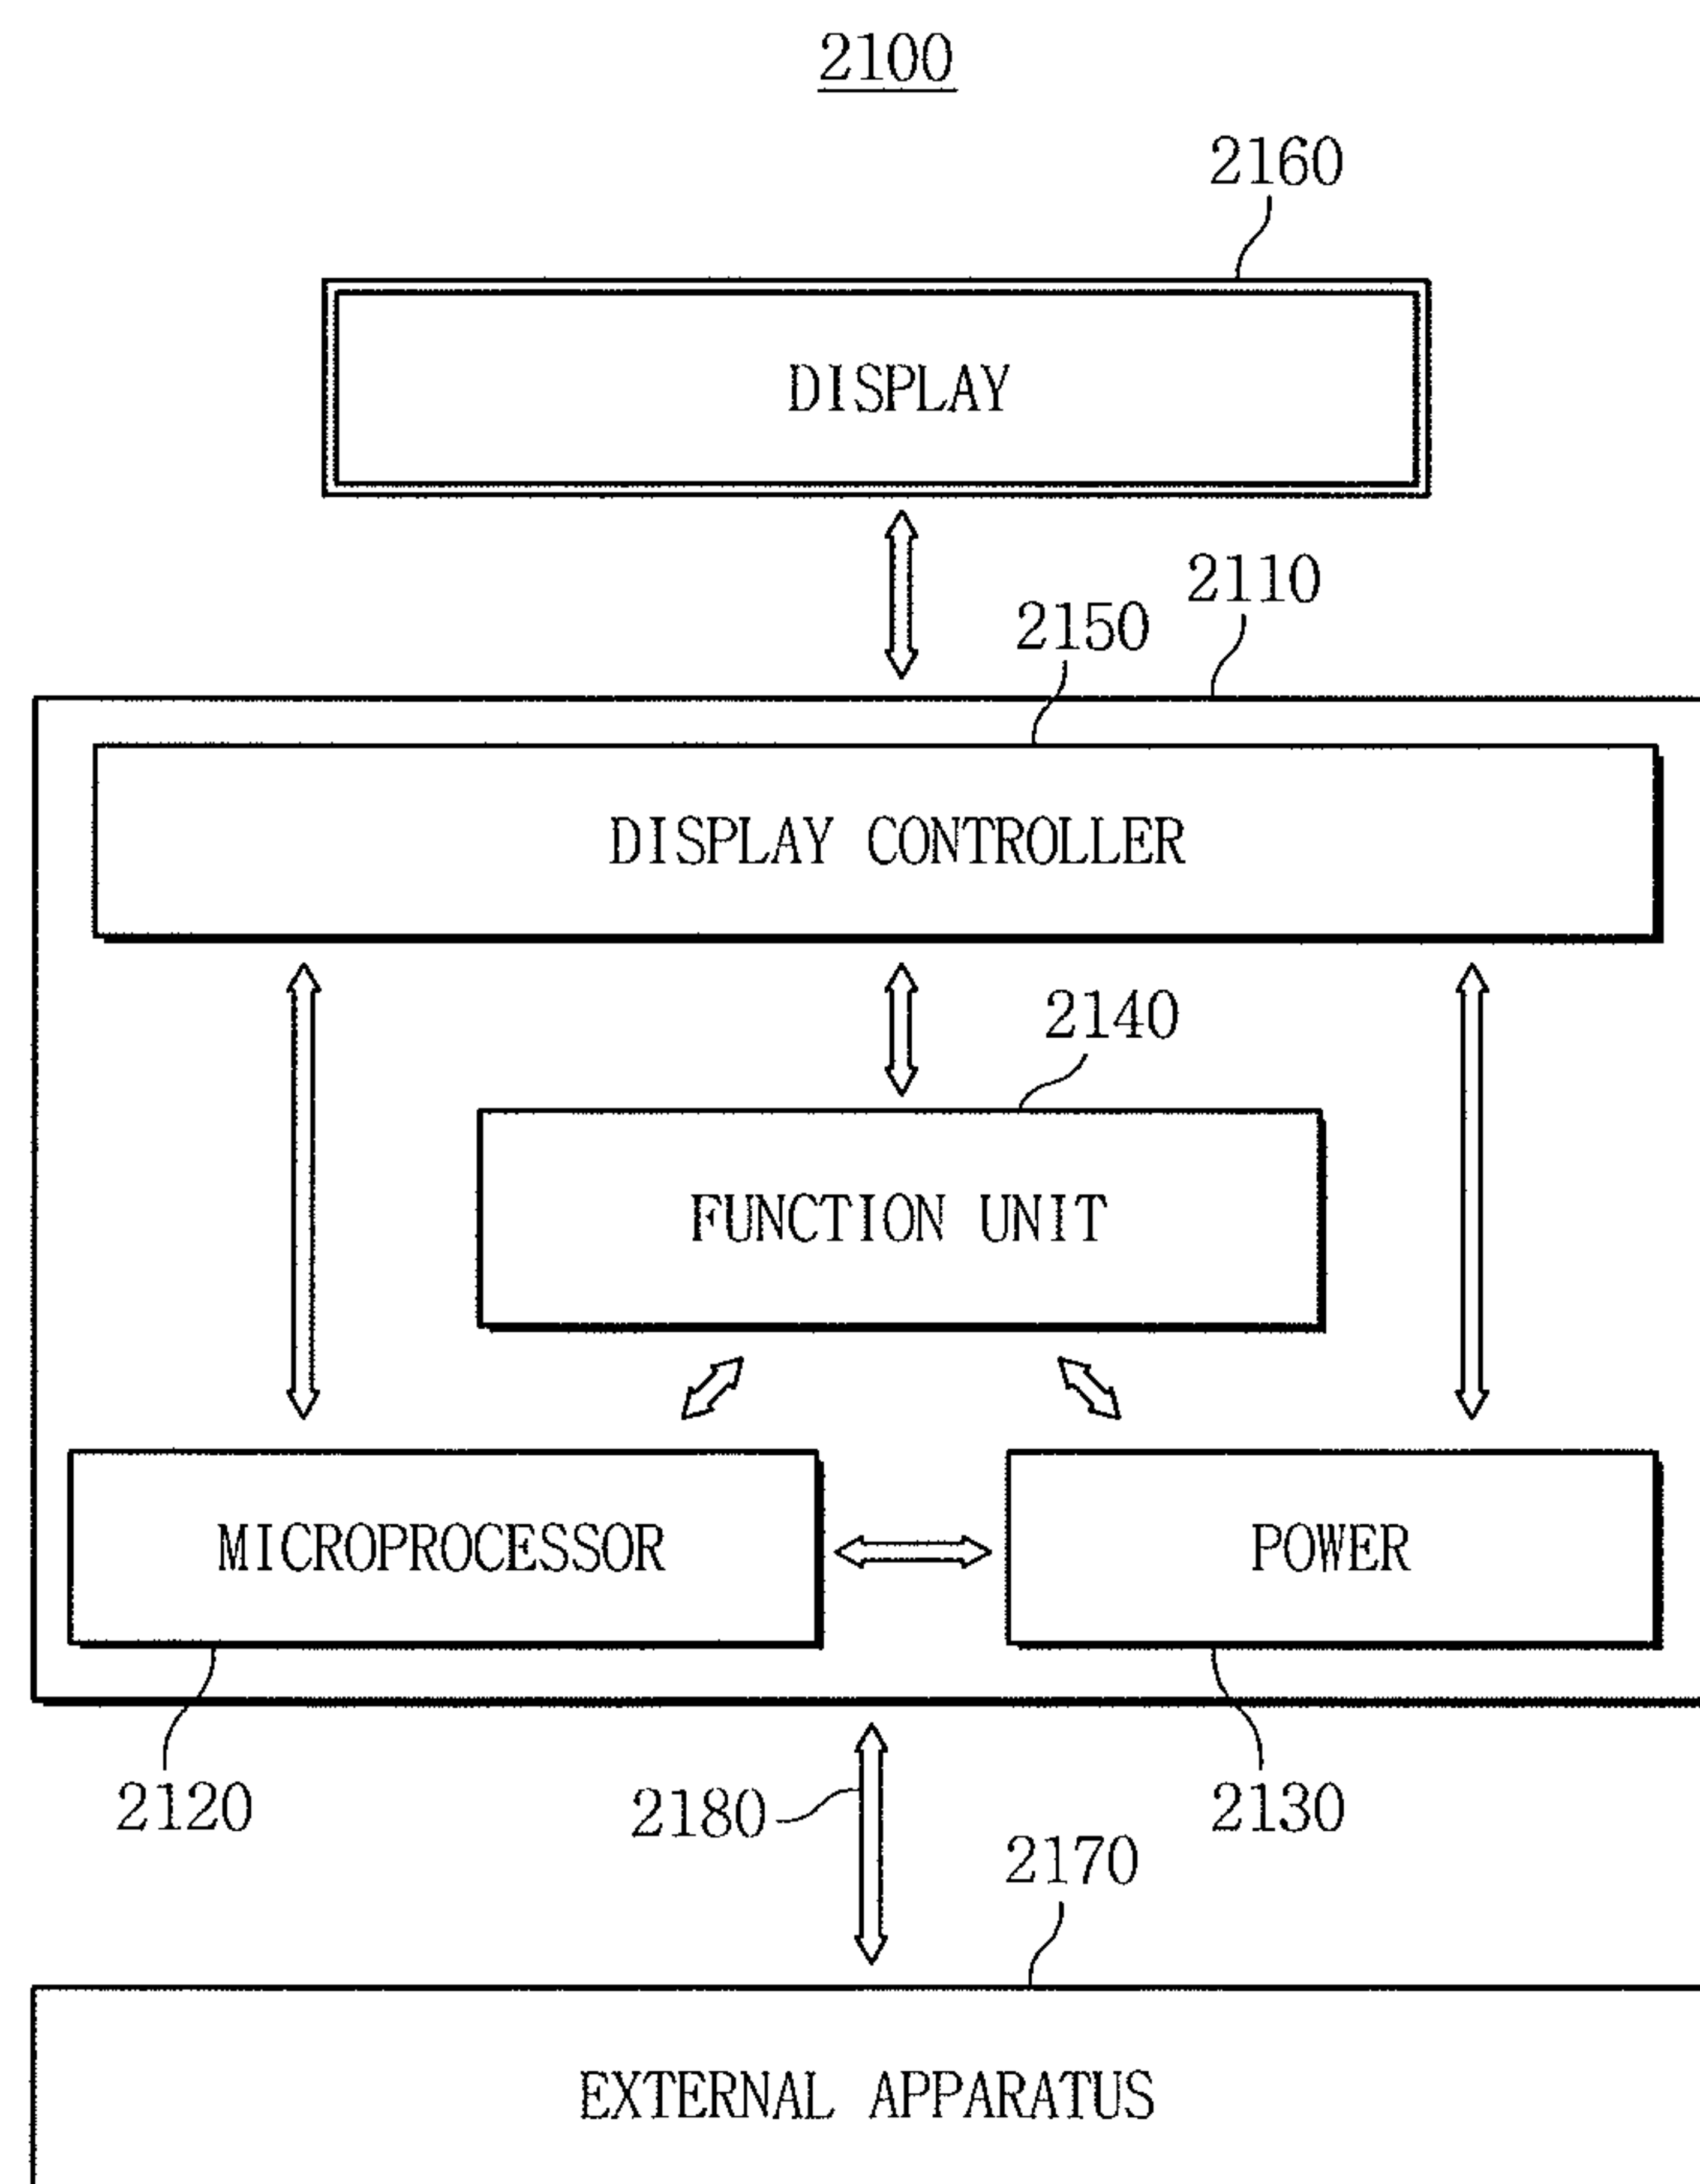 2100
2160
DISPLAY
2110
2150
DISPLAY CONTROLLER
2140
FUNCTION UNIT
MICROPROCESSOR
POWER
2120
2180
2130
2170
EXTERNAL APPARATUS